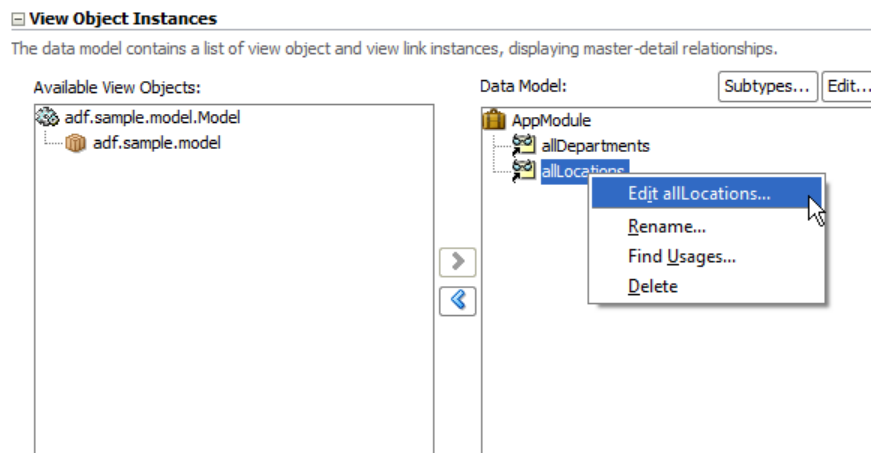 View Object Instances
The data model contains a list of view object and view link instances, displaying master-detail relationships.
Available View Objects:
Data Model:
Subtypes...
Edit...
adf.sample.model.Model
adf.sample.model
AppModule
allDepartments
allLocations
Edit allLocations...
Rename...
Find Usages...
Delete